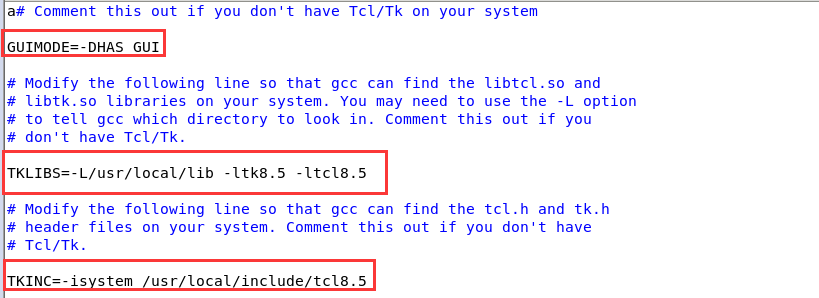 a# Comment this out if you don't have Tcl/Tk on your system
GUIMODE=-DHAS_GUI
# Modify the following line so that gcc can find the libtcl.so and
# libtk.so libraries on your system. You may need to use the -L option
# to tell gcc which directory to look in. Comment this out if you
# don't have Tcl/Tk.
TKLIBS=-L/usr/local/lib -ltk8.5 -ltcl8.5
# Modify the following line so that gcc can find the tcl.h and tk.h
# header files on your system. Comment this out if you don't have
# Tcl/Tk.
TKINC=-isystem /usr/local/include/tcl8.5